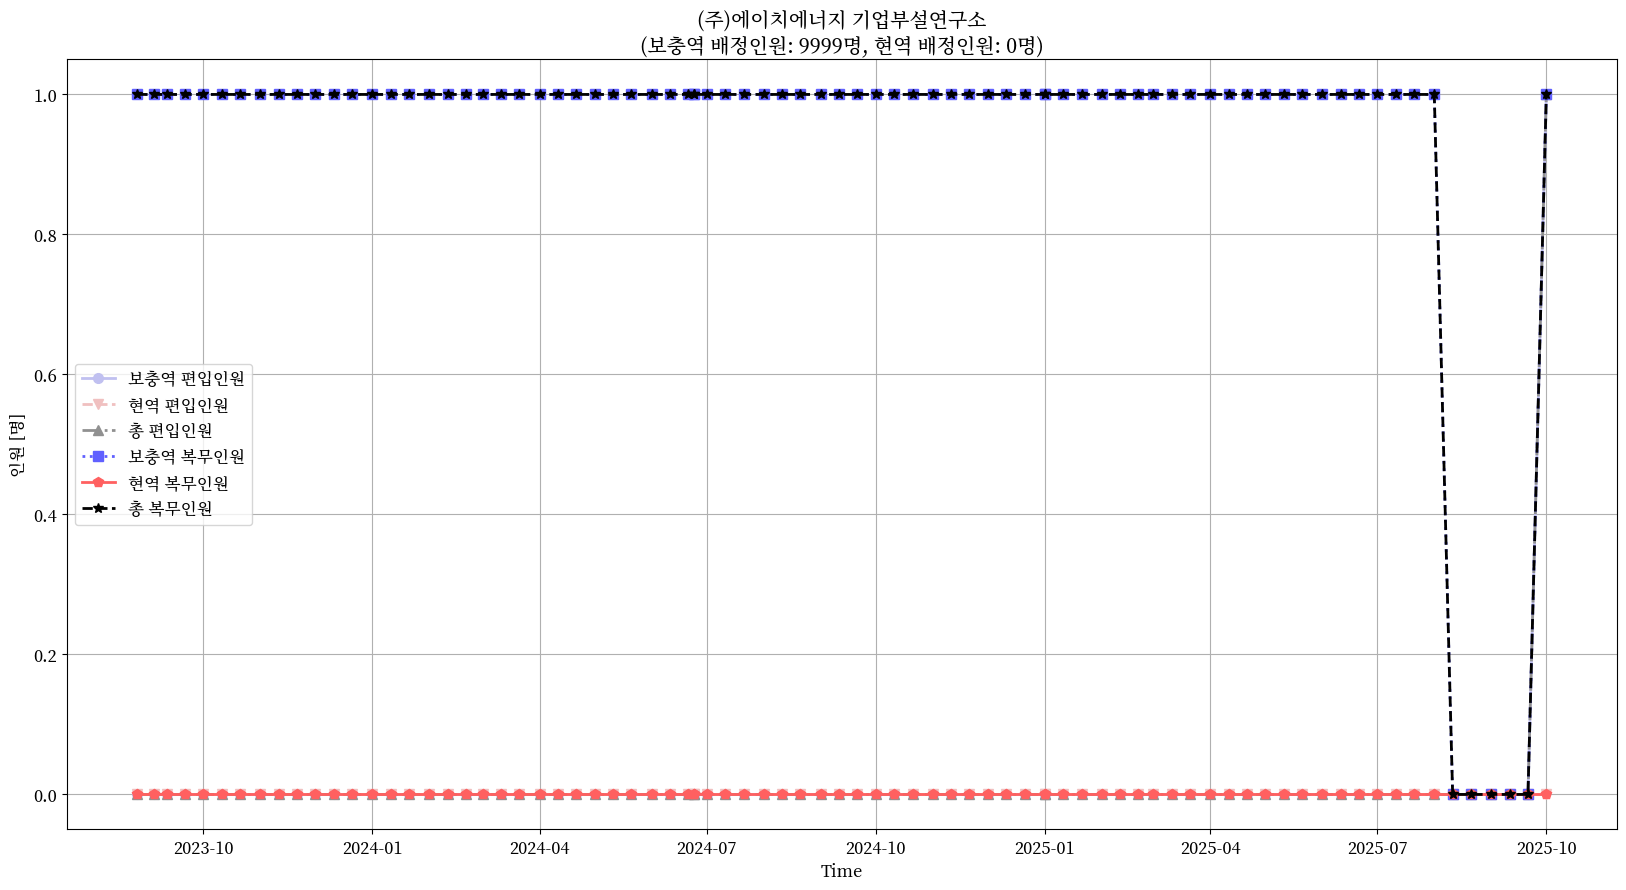 (주)에이치에너지 기업부설연구소
(보충역 배정인원: 9999명, 현역 배정인원: 0명)
1.0
0.8
0.6
0.4
0.2
0.0
인원 [명]
보충역 편입인원
현역 편입인원
총 편입인원
보충역 복무인원
현역 복무인원
총 복무인원
2023-10 2024-01 2024-04 2024-07 2024-10 2025-01 2025-04 2025-07 2025-10
Time